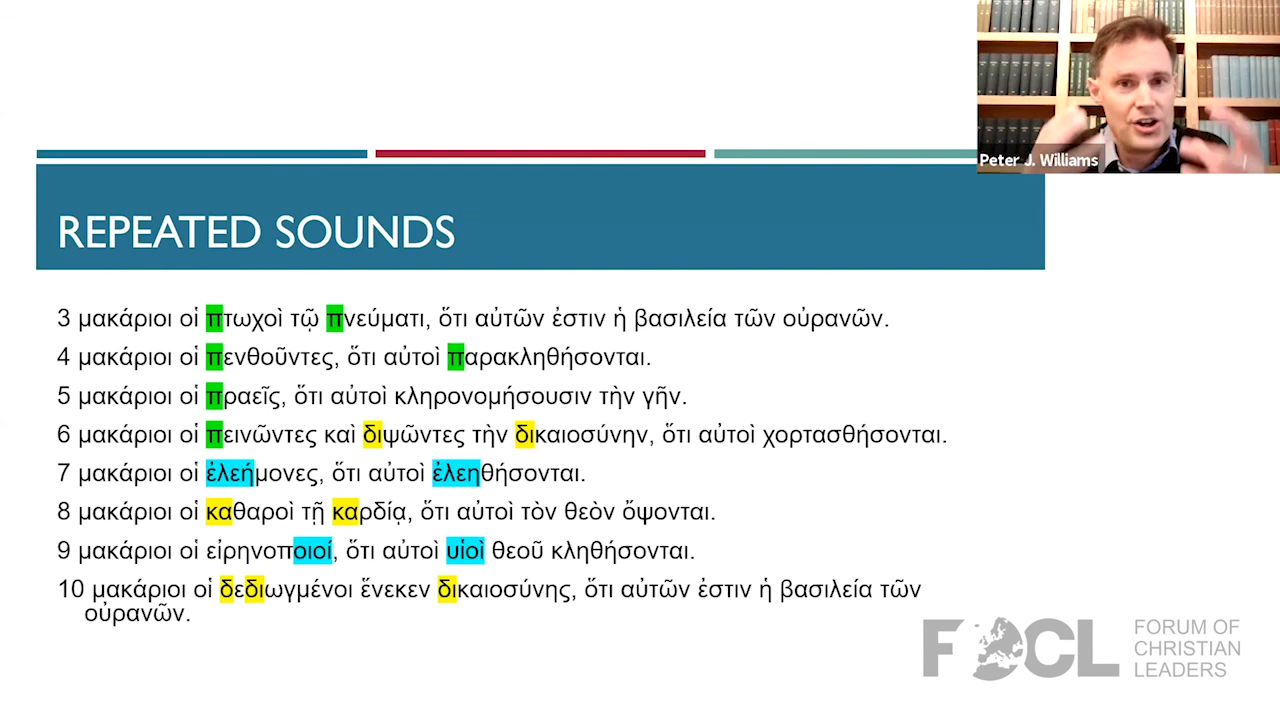 Peter J. Williams
REPEATED SOUNDS
3 μακάριοι οἱ πτωχοὶ τῷ πνεύματι, ὅτι αὐτῶν ἐστιν ἡ βασιλεία τῶν οὐρανῶν.
4 μακάριοι οἱ πενθοῦντες, ὅτι αὐτοὶ παρακληθήσονται.
5 μακάριοι οἱ πραεῖς, ὅτι αὐτοὶ κληρονομήσουσιν τὴν γῆν.
6 μακάριοι οἱ πεινῶντες καὶ διψῶντες τὴν δικαιοσύνην, ὅτι αὐτοὶ χορτασθήσονται.
7 μακάριοι οἱ ἐλεήμονες, ὅτι αὐτοὶ ἐλεηθήσονται.
8 μακάριοι οἱ καθαροὶ τῇ καρδίᾳ, ὅτι αὐτοὶ τὸν θεὸν ὄψονται.
9 μακάριοι οἱ εἰρηνοποιοί, ὅτι αὐτοὶ υἱοὶ θεοῦ κληθήσονται.
10 μακάριοι οἱ δεδιωγμένοι ἕνεκεν δικαιοσύνης, ὅτι αὐτῶν ἐστιν ἡ βασιλεία τῶν
οὐρανῶν.
FOCL
FORUM OF
CHRISTIAN
LEADERS